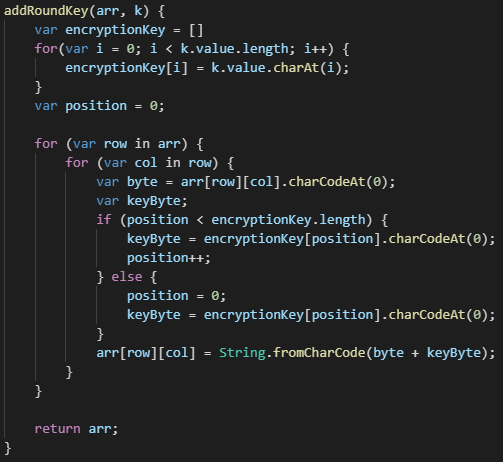 addRoundKey(arr, k) {
    var encryptionKey = []
    for(var i = 0; i < k.value.length; i++) {
        encryptionKey[i] = k.value.charAt(i);
    }
    var position = 0;

    for (var row in arr) {
        for (var col in row) {
            var byte = arr[row][col].charCodeAt(0);
            var keyByte;
            if (position < encryptionKey.length) {
                keyByte = encryptionKey[position].charCodeAt(0);
                position++;
            } else {
                position = 0;
                keyByte = encryptionKey[position].charCodeAt(0);
            }
            arr[row][col] = String.fromCharCode(byte + keyByte);
        }
    }

    return arr;
}